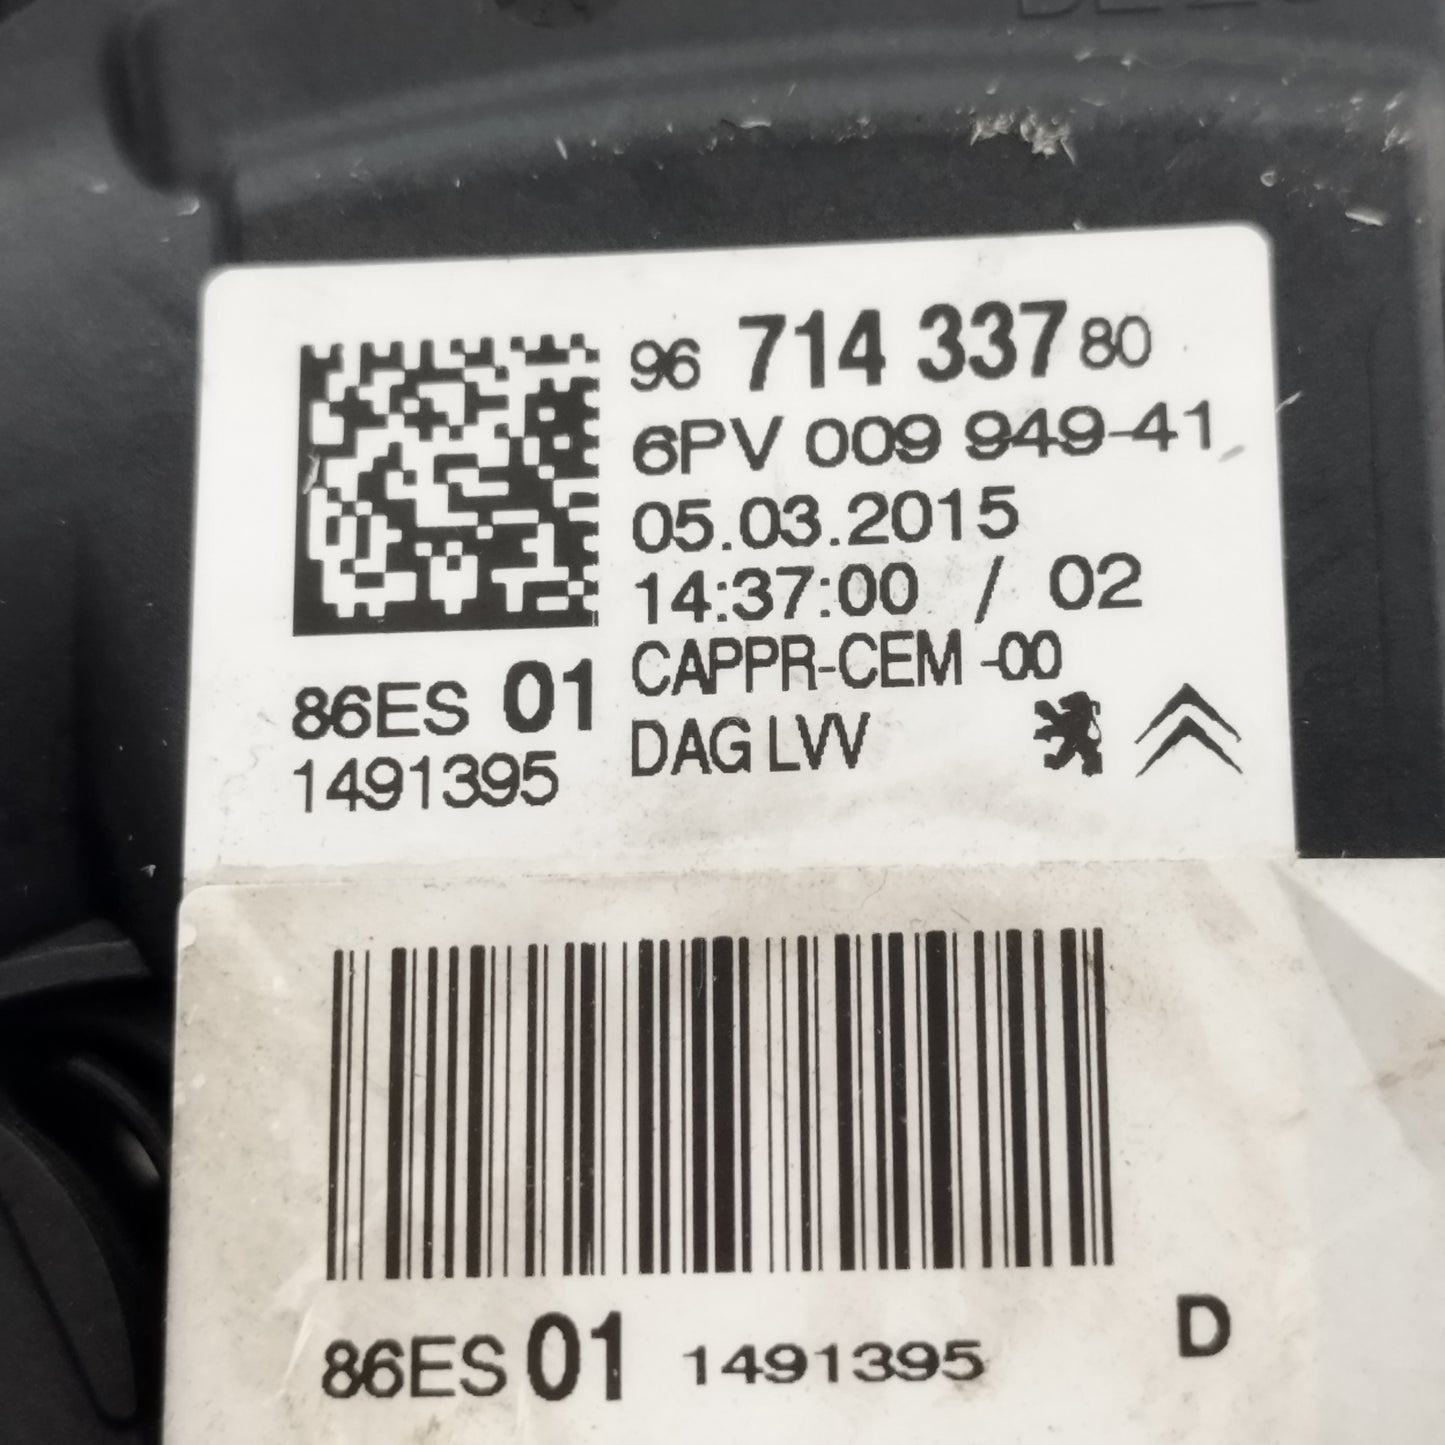 96 714 337 80
6PV 009 949-41
05.03.2015
14:37:00 / 02
CAPPR-CEM -00
DAG LVV
86ES 01
1491395
86ES 01 1491395
D